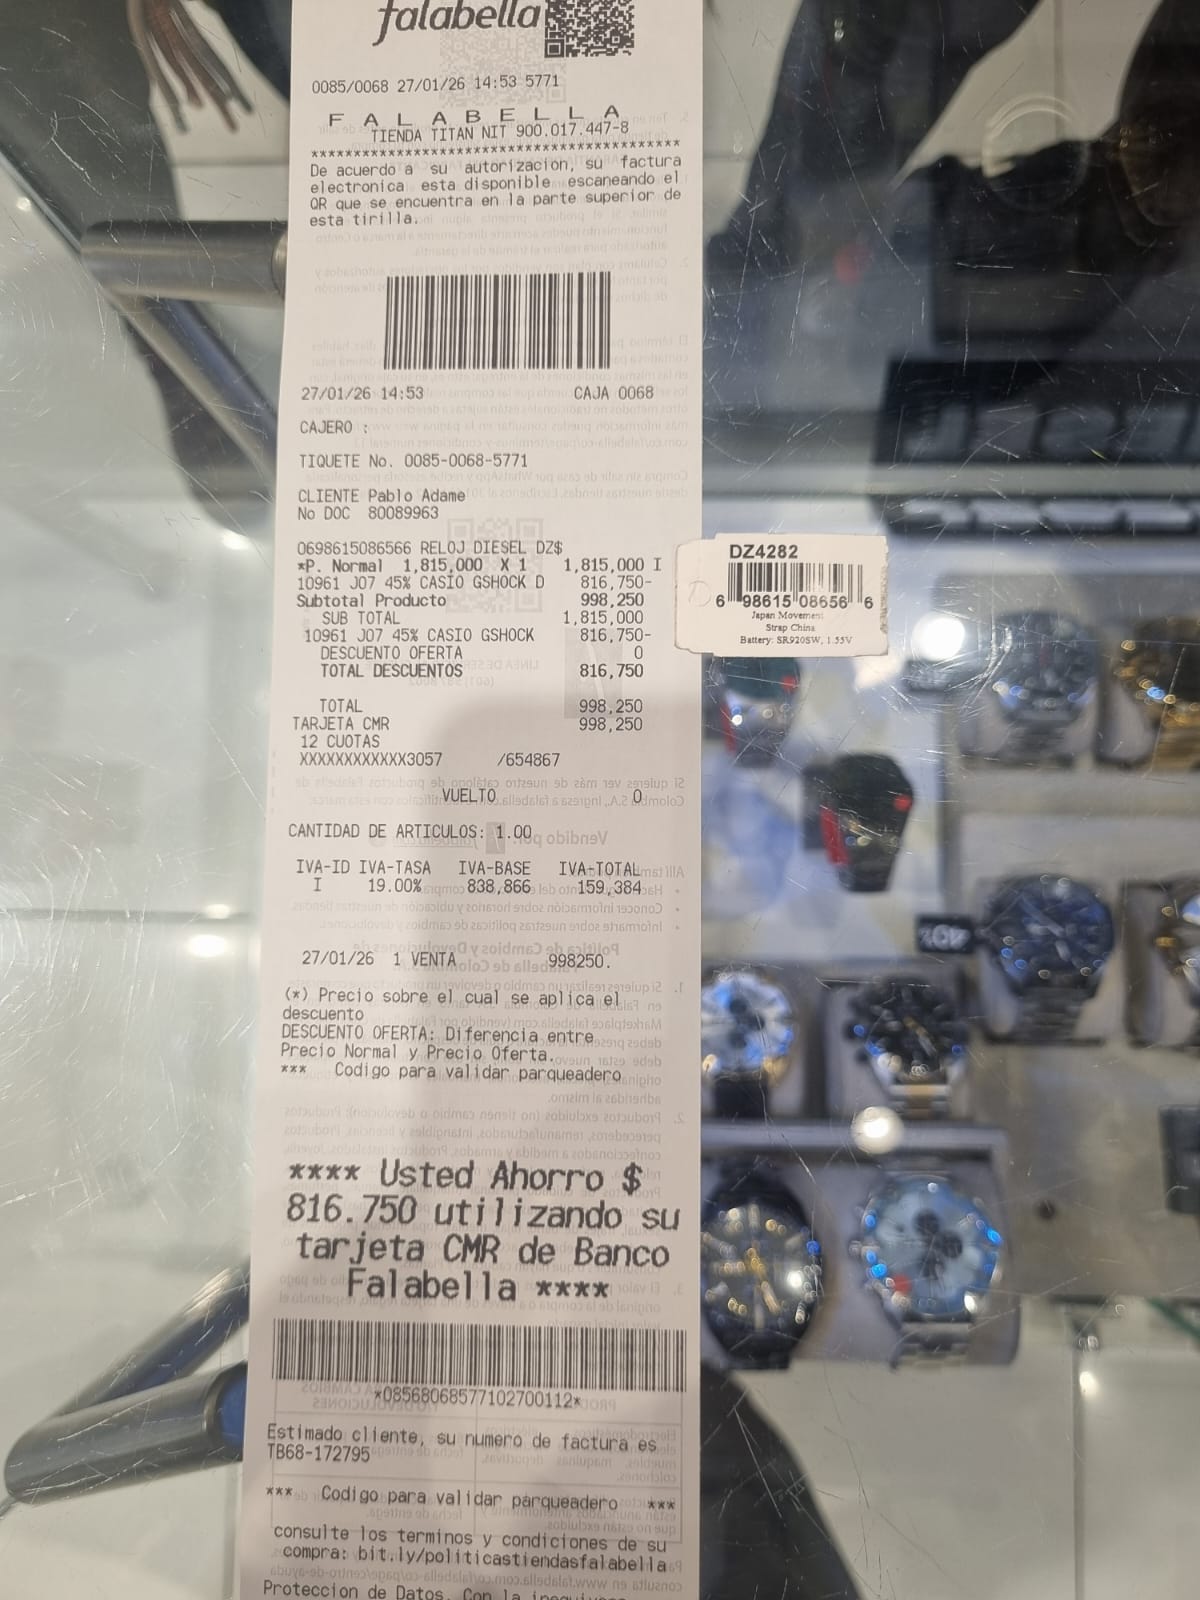 falabella
0085/0068 27/01/26 14:53 5771
F A L A B E L L A
TIENDA TITAN NIT 900.017.447-8
******************************************
De acuerdo a su autorizacion, su factura
electronica esta disponible escaneando el
QR que se encuentra en la parte superior de
esta tirilla.
27/01/26 14:53 CAJA 0068
CAJERO :
TIQUETE No. 0085-0068-5771
CLIENTE Pablo Adame
No DOC 80089963
0698615086566 RELOJ DIESEL DZ$
*P. Normal 1,815,000 X 1 1,815,000 I
10961 J07 45% CASIO GSHOCK D 816,750-
Subtotal Producto 998,250
SUB TOTAL 1,815,000
10961 J07 45% CASIO GSHOCK 816,750-
DESCUENTO OFERTA 0
TOTAL DESCUENTOS 816,750
TOTAL 998,250
TARJETA CMR 998,250
12 CUOTAS
XXXXXXXXXXXX3057 /654867
VUELTO 0
CANTIDAD DE ARTICULOS: 1.00
IVA-ID IVA-TASA IVA-BASE IVA-TOTAL
I 19.00% 838,866 159,384
27/01/26 1 VENTA 998250.
(*) Precio sobre el cual se aplica el
descuento
DESCUENTO OFERTA: Diferencia entre
Precio Normal y Precio Oferta.
*** Codigo para validar parqueadero
**** Usted Ahorro $
816.750 utilizando su
tarjeta CMR de Banco
Falabella ****
*08568068577102700112*
Estimado cliente, su numero de factura es
TB68-172795
*** Codigo para validar parqueadero ***
consulte los terminos y condiciones de su
compra: bit.ly/politicastiendasfalabella
Proteccion de Datos. Con la
DZ4282
6 98615 08656 6
Japan Movement
Strap China
Battery: SR920SW, 1.55V